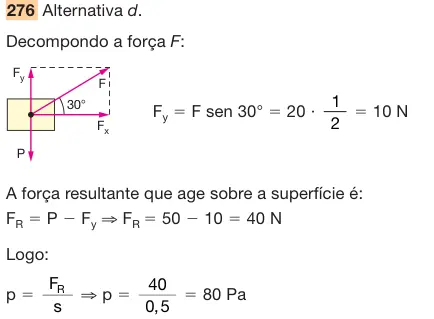 276 Alternativa d.
Decompondo a força F:
Fy
F
30°
Fx
P
Fy = F sen 30° = 20 · 1/2 = 10 N
A força resultante que age sobre a superfície é:
FR = P − Fy ⇒ FR = 50 − 10 = 40 N
Logo:
p = FR/s ⇒ p = 40/0,5 = 80 Pa